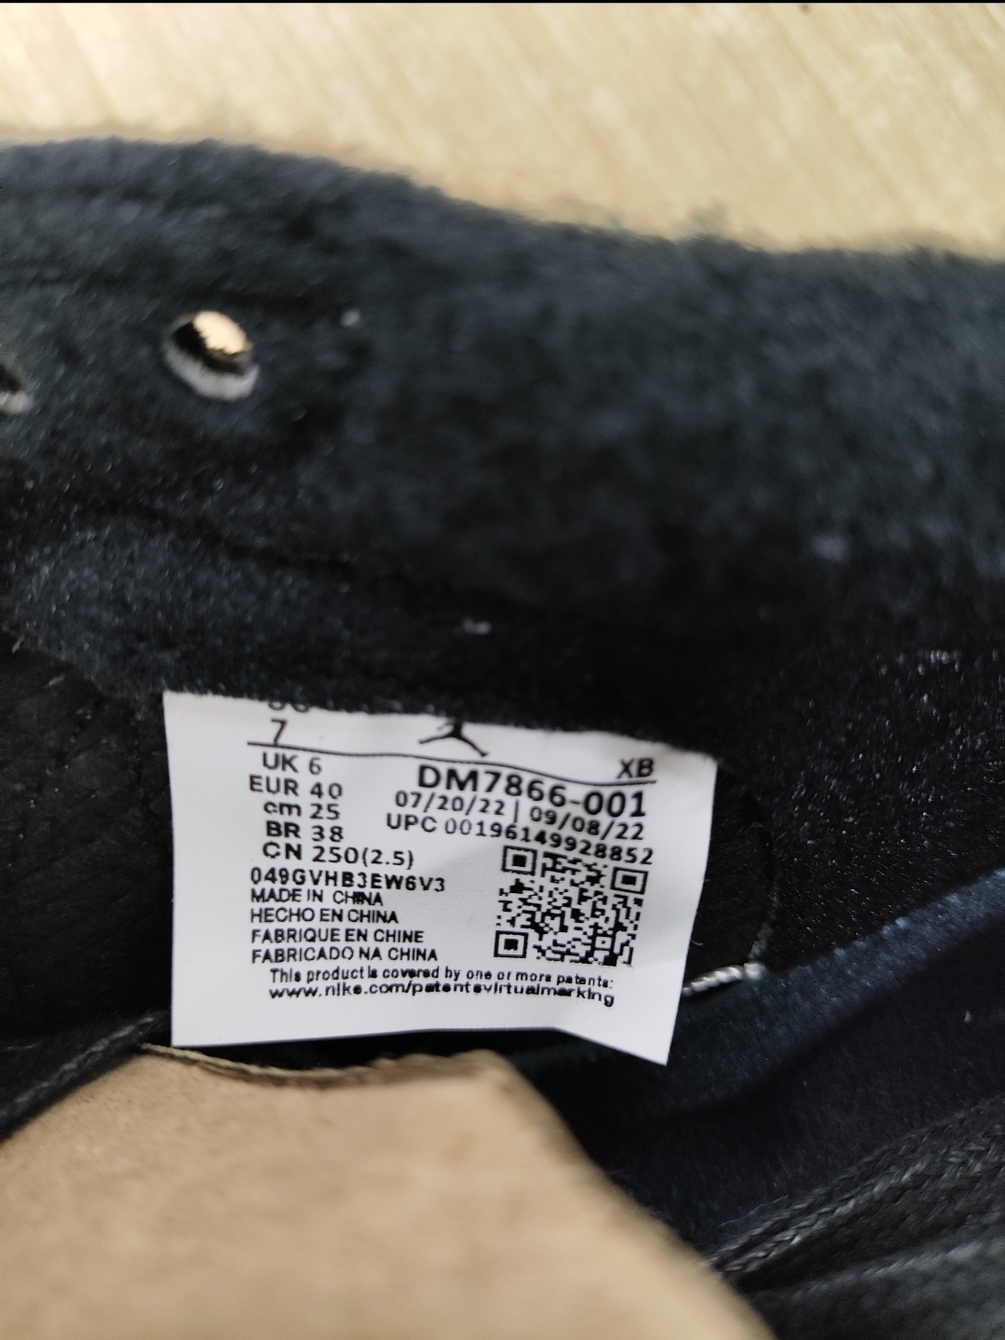 7
XB
UK 6
DM7866-001
EUR 40
07/20/22 | 09/08/22
cm 25
UPC 00196149928852
BR 38
CN 250(2.5)
049GVHB3EW6V3
MADE IN CHINA
HECHO EN CHINA
FABRIQUE EN CHINE
FABRICADO NA CHINA
This product is covered by one or more patents:
www.nike.com/patentsvirtualmarking